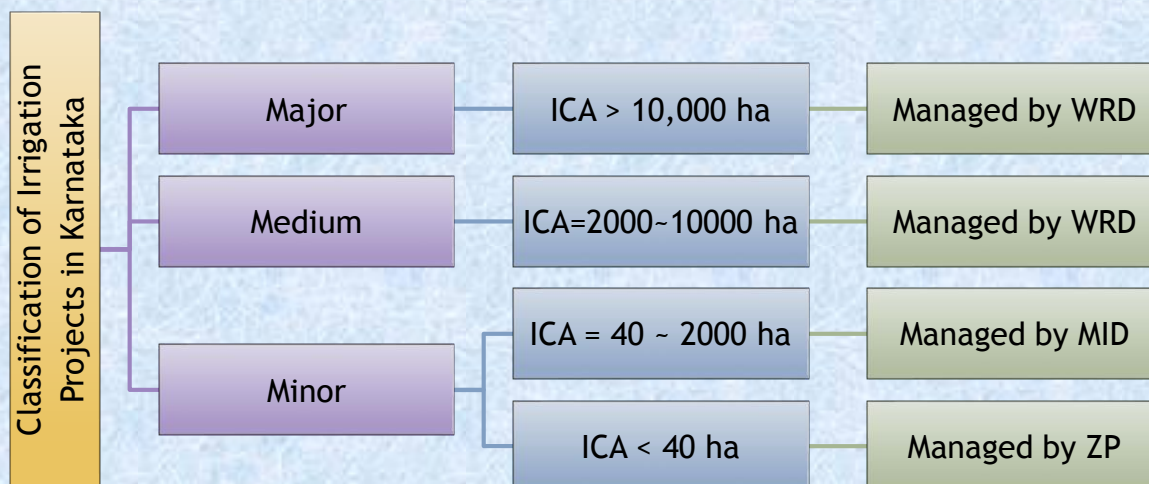 Classification of Irrigation
Projects in Karnataka
Major
ICA > 10,000 ha
Managed by WRD
Medium
ICA=2000~10000 ha
Managed by WRD
Minor
ICA = 40 ~ 2000 ha
Managed by MID
ICA < 40 ha
Managed by ZP